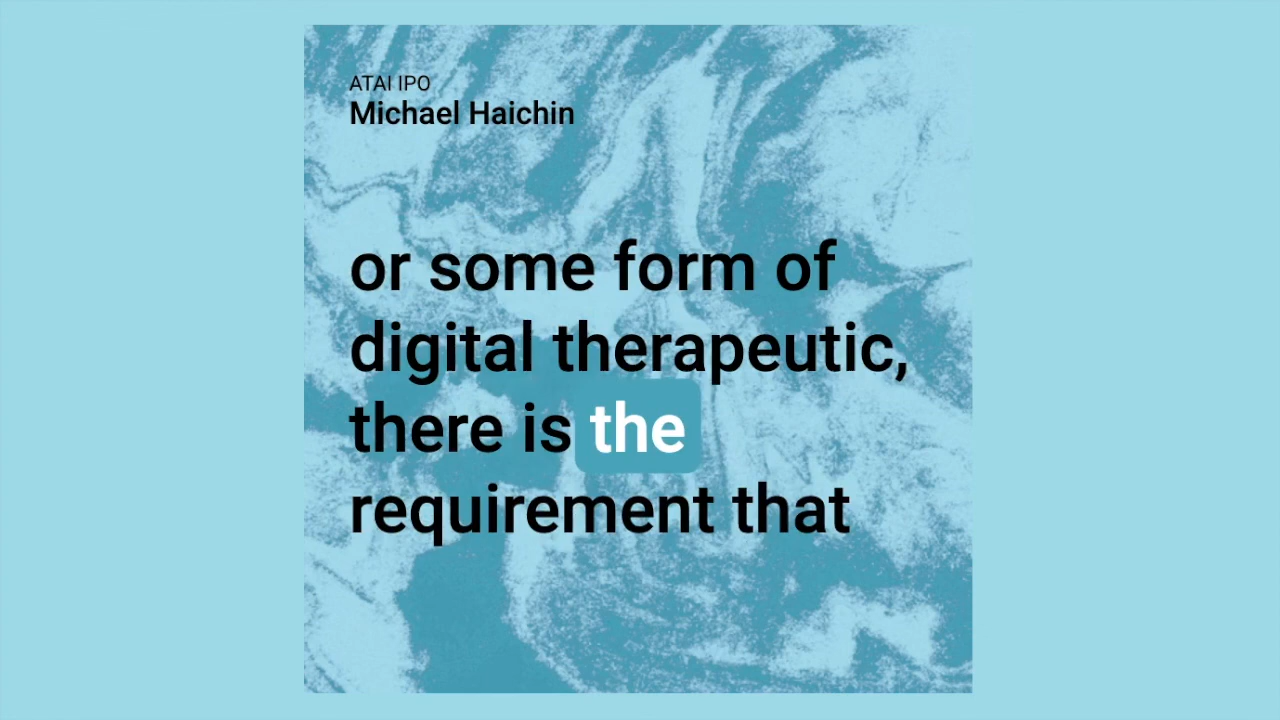 ATAI IPO
Michael Haichin
or some form of
digital therapeutic,
there is the
requirement that